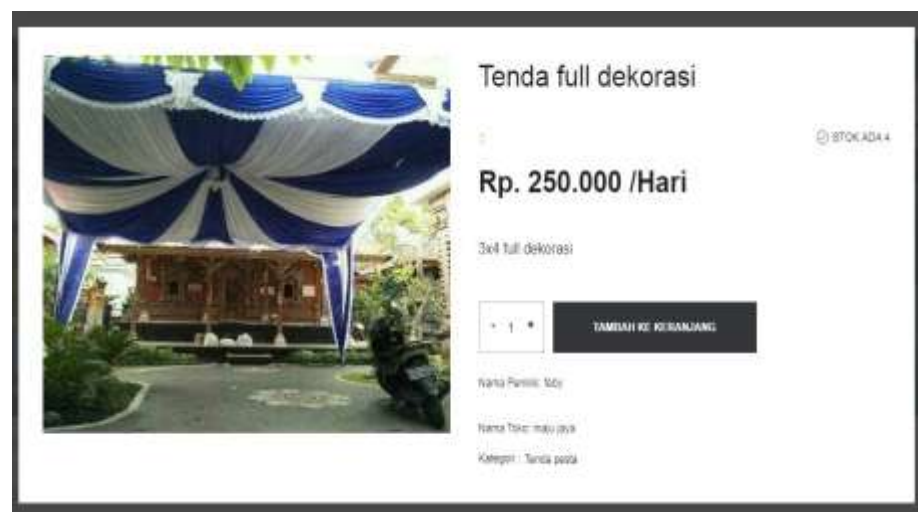 Tenda full dekorasi
STOK ADA 4
Rp. 250.000 /Hari
3x4 full dekorasi
- 1 +
TAMBAH KE KERANJANG
Nama Pemilik: faby
Nama Toko: maju jaya
Kategori : Tenda pesta